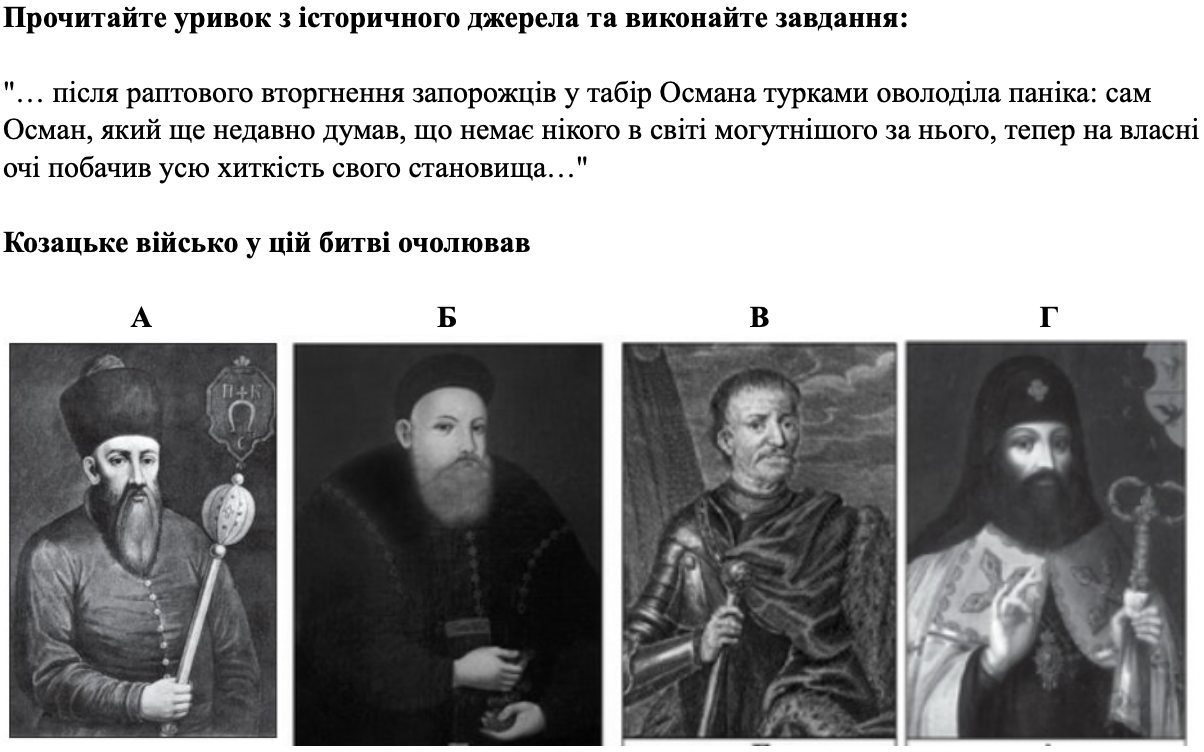 Прочитайте уривок з історичного джерела та виконайте завдання:
"… після раптового вторгнення запорожців у табір Османа турками оволоділа паніка: сам
Осман, який ще недавно думав, що немає нікого в світі могутнішого за нього, тепер на власні
очі побачив усю хиткість свого становища…"
Козацьке військо у цій битві очолював
А Б В Г
П К
С